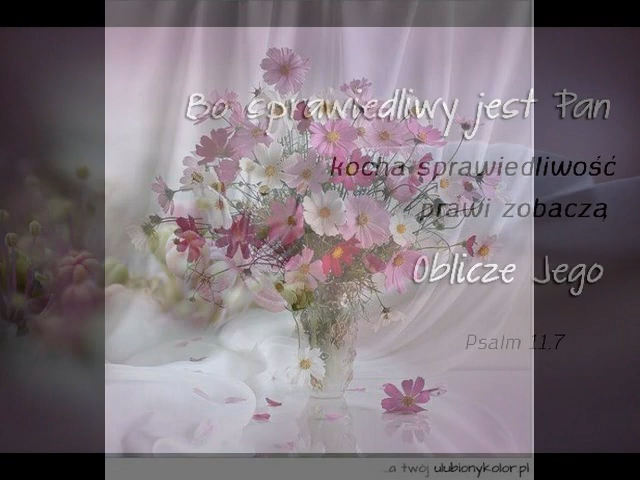 Bo sprawiedliwy jest Pan
kocha sprawiedliwość
prawi zobaczą
Oblicze Jego
Psalm 11.7
...a twój ulubionykolor.pl